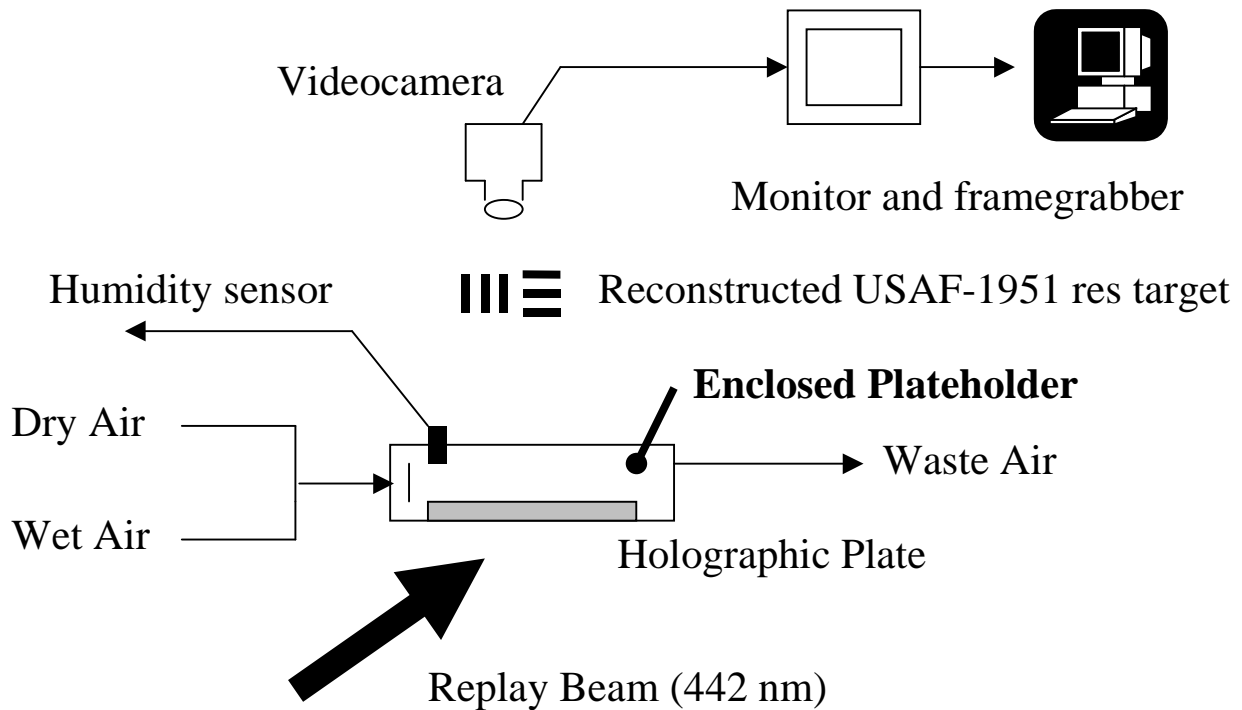 Videocamera
Monitor and framegrabber
Humidity sensor
Reconstructed USAF-1951 res target
Enclosed Plateholder
Dry Air
Waste Air
Wet Air
Holographic Plate
Replay Beam (442 nm)